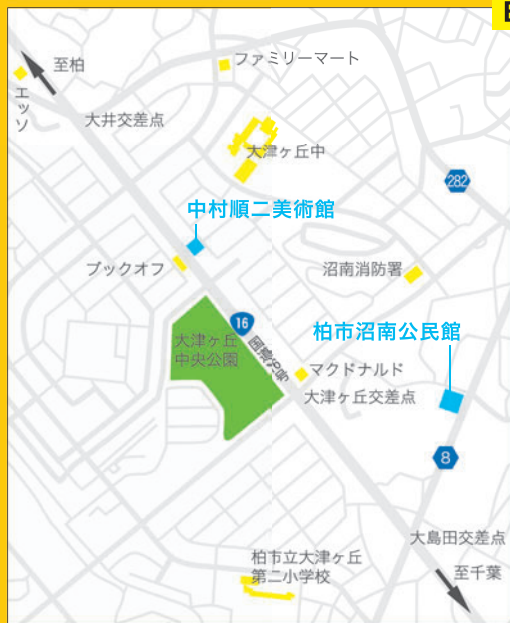 至柏
ファミリーマート
エッソ
大井交差点
大津ヶ丘中
282
中村順二美術館
ブックオフ
沼南消防署
16
国道16号
柏市沼南公民館
大津ヶ丘
中央公園
マクドナルド
大津ヶ丘交差点
8
大島田交差点
柏市立大津ヶ丘
第二小学校
至千葉